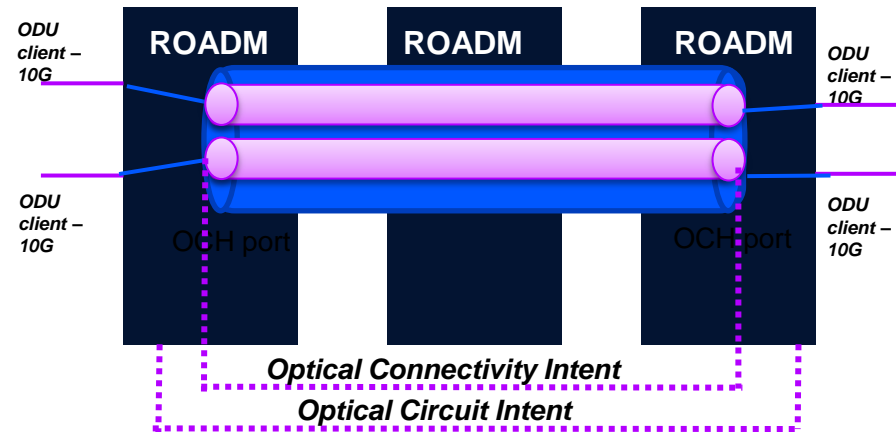 ODU
client –
10G
ROADM
ROADM
ROADM
ODU
client –
10G
ODU
client –
10G
ODU
client –
10G
OCH port
OCH port
Optical Connectivity Intent
Optical Circuit Intent